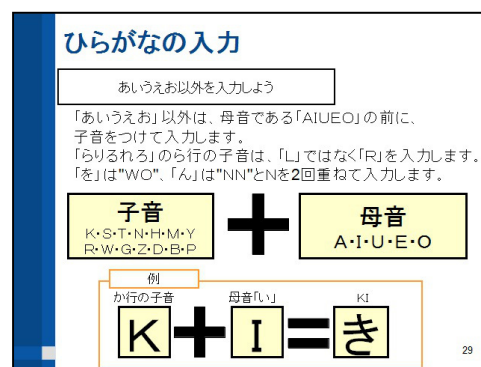 ひらがなの入力
あいうえお以外を入力しよう
「あいうえお」以外は、母音である「AIUEO」の前に、
子音をつけて入力します。
「らりるれろ」のら行の子音は、「L」ではなく「R」を入力します。
「を」は"WO"、「ん」は"NN"とNを2回重ねて入力します。
子音
K・S・T・N・H・M・Y
R・W・G・Z・D・B・P
+
母音
A・I・U・E・O
例
か行の子音 母音「い」 KI
K+I=き
29